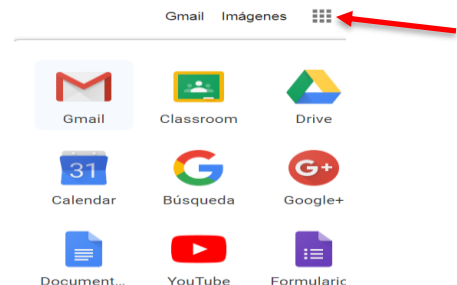 Gmail Imágenes
Gmail Classroom Drive
31 G+
Calendar Búsqueda Google+
Document... YouTube Formularic